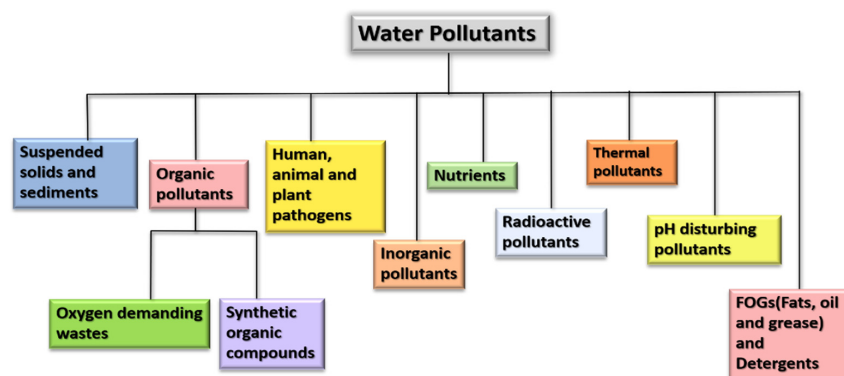 Water Pollutants
Suspended
solids and
sediments
Organic
pollutants
Human,
animal and
plant
pathogens
Inorganic
pollutants
Nutrients
Radioactive
pollutants
Thermal
pollutants
pH disturbing
pollutants
FOGs(Fats, oil
and grease)
and
Detergents
Oxygen demanding
wastes
Synthetic
organic
compounds